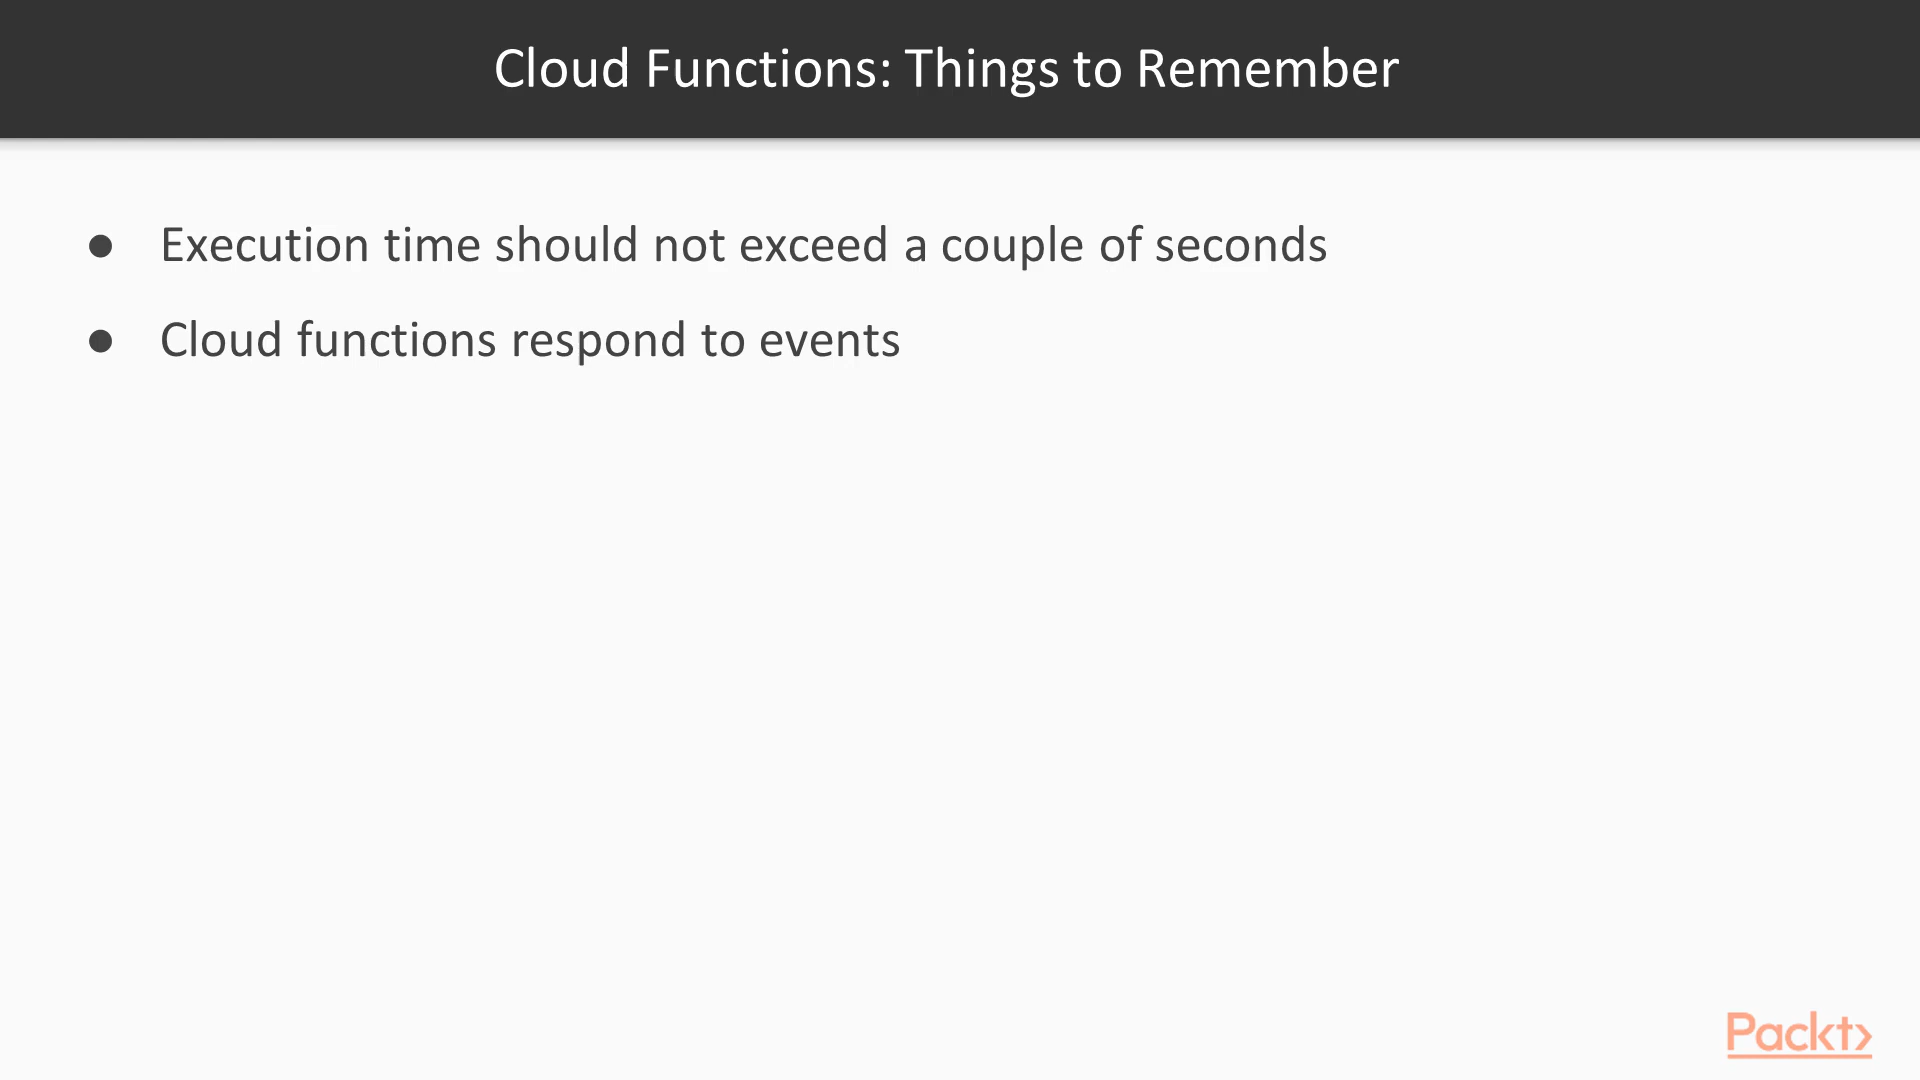 Cloud Functions: Things to Remember
● Execution time should not exceed a couple of seconds
● Cloud functions respond to events
Packt>